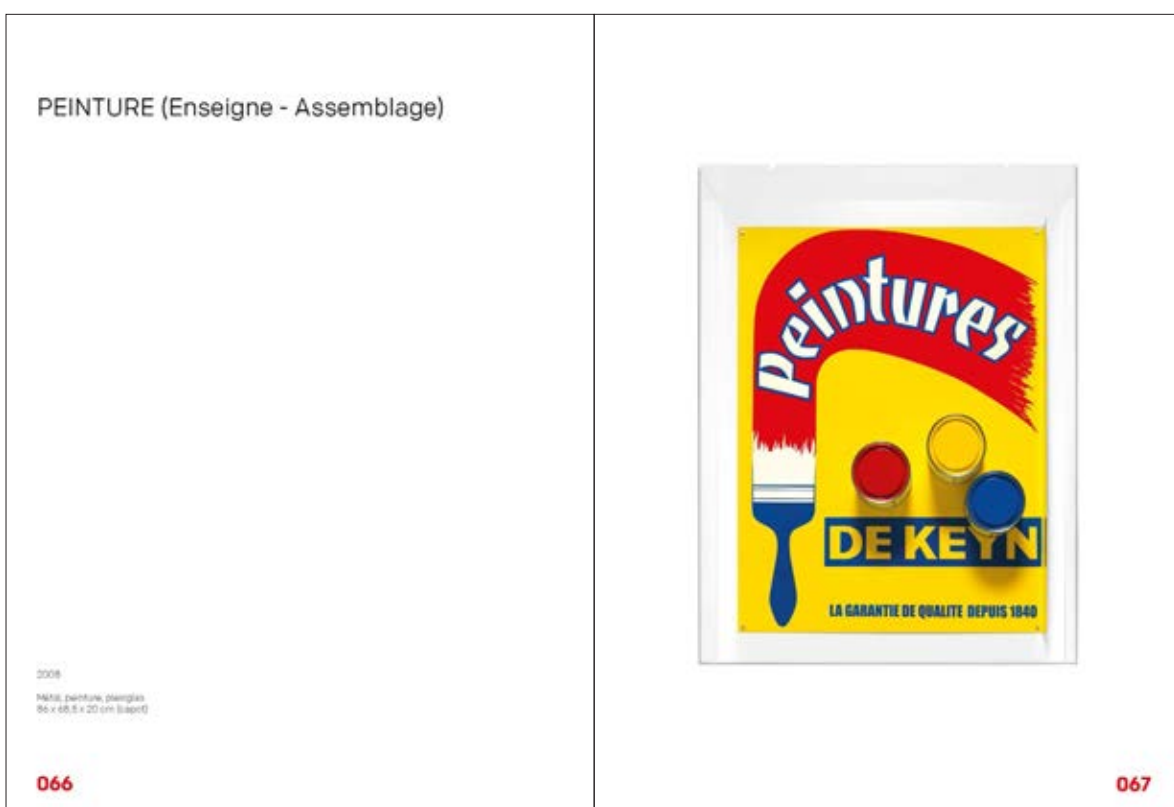 PEINTURE (Enseigne - Assemblage)
2008
Métal, peinture, plexiglas
86 x 68,5 x 20 cm (capot)
066
Peintures
DE KEYN
LA GARANTIE DE QUALITE DEPUIS 1840
067